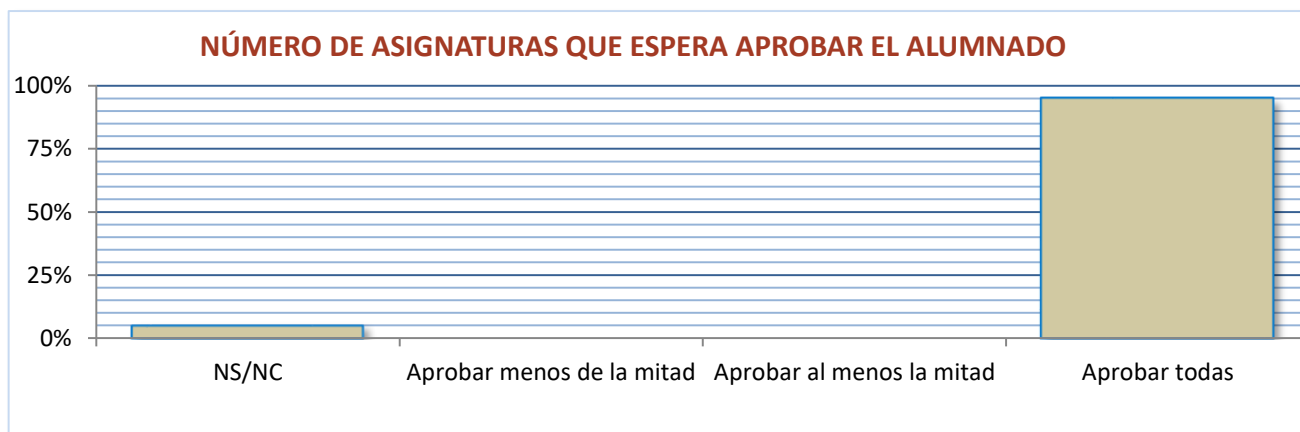 NÚMERO DE ASIGNATURAS QUE ESPERA APROBAR EL ALUMNADO
100%
75%
50%
25%
0%
NS/NC Aprobar menos de la mitad Aprobar al menos la mitad Aprobar todas